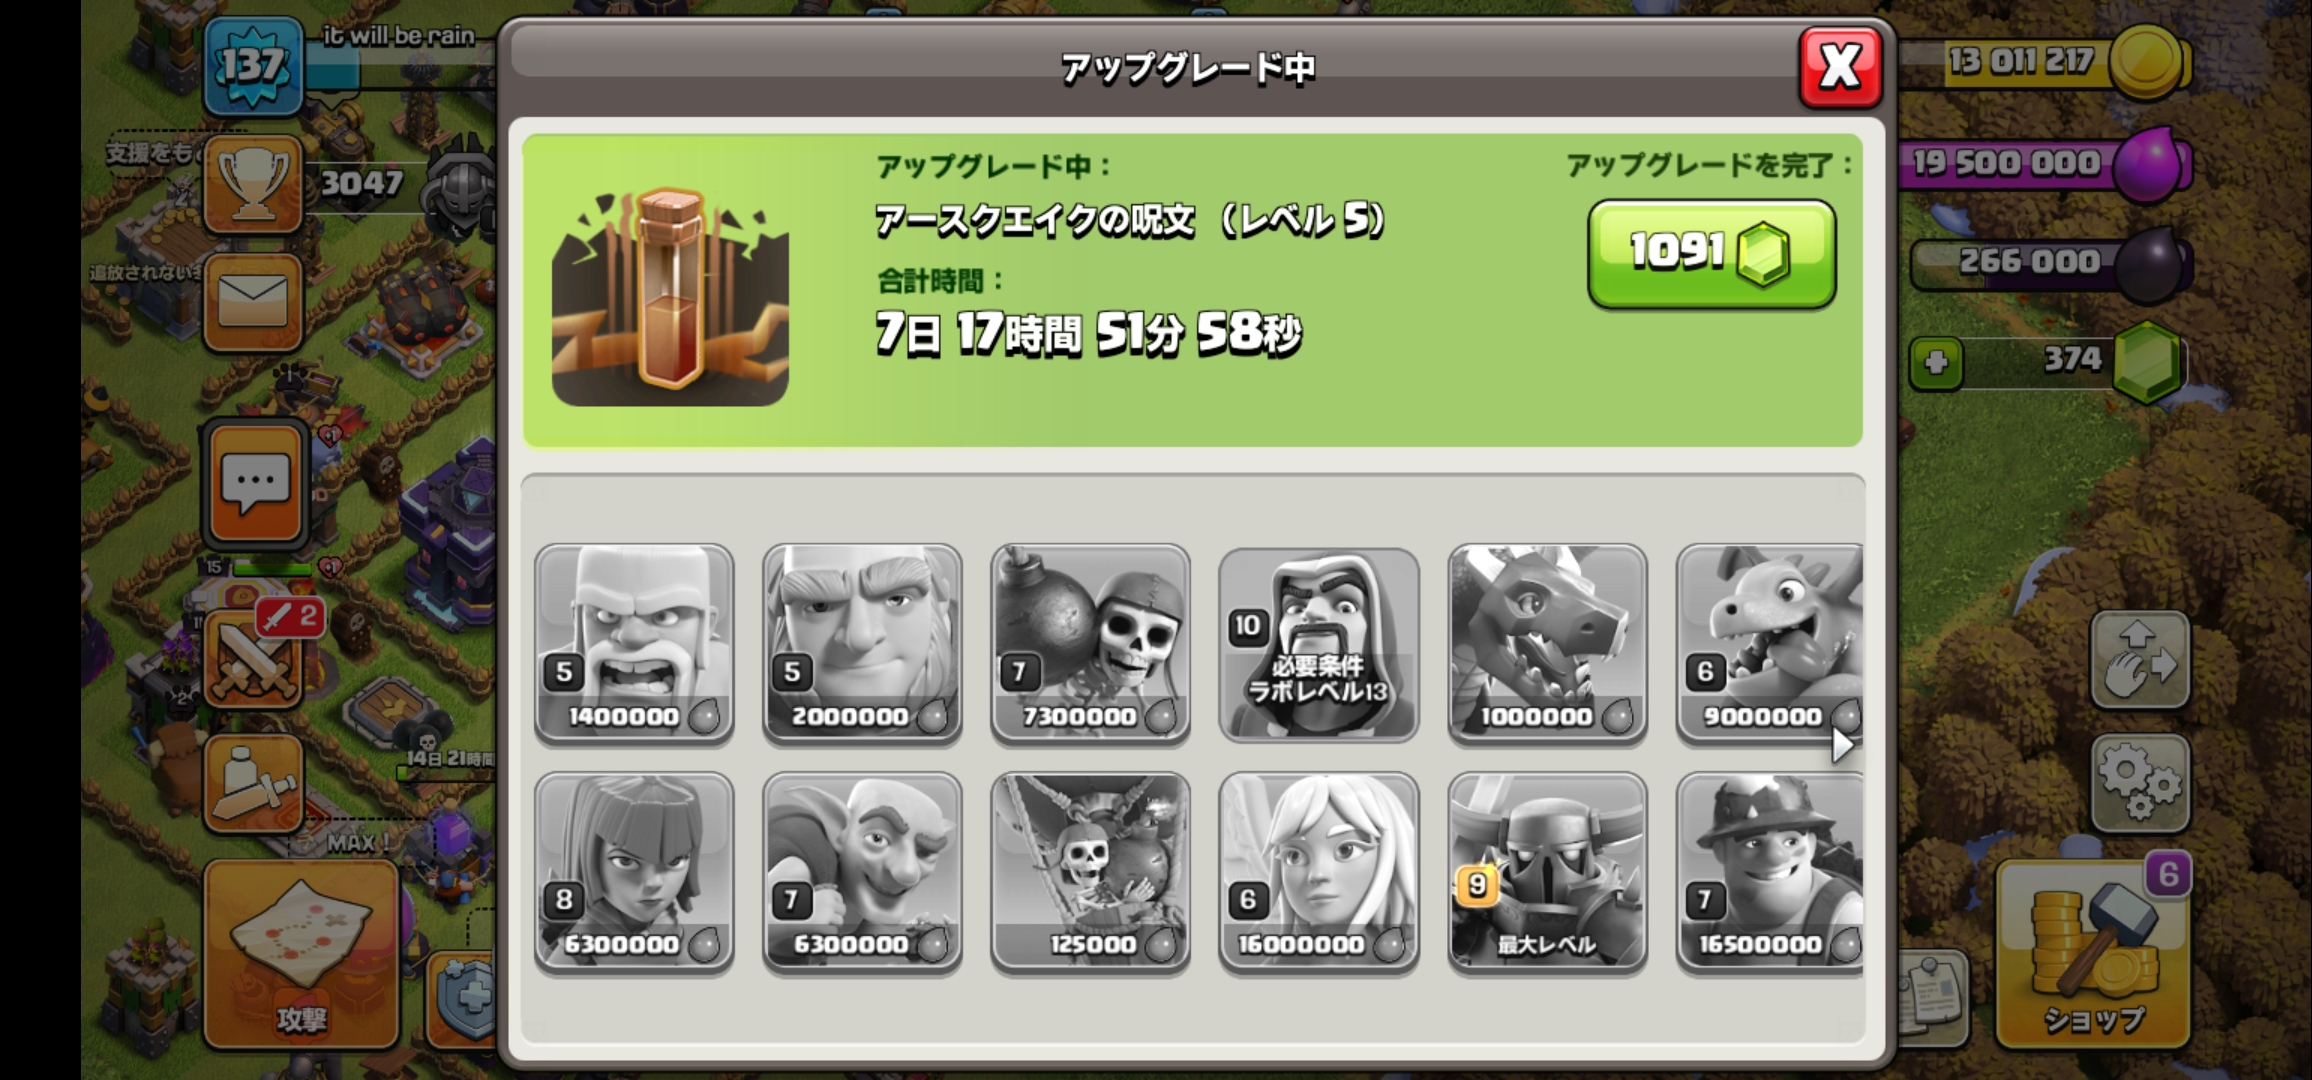 137
it will be rain
アップグレード中
X
13 011 217
支援をも
3047
アップグレード中：
アップグレードを完了：
19 500 000
アースクエイクの呪文 （レベル 5）
1091
266 000
追放されない
合計時間：
7日 17時間 51分 58秒
374
15
2
5
1400000
5
2000000
7
7300000
10
必要条件
ラボレベル13
1000000
6
9000000
14日 21時間
8
6300000
7
6300000
125000
6
16000000
9
最大レベル
7
16500000
MAX！
6
攻撃
ショップ